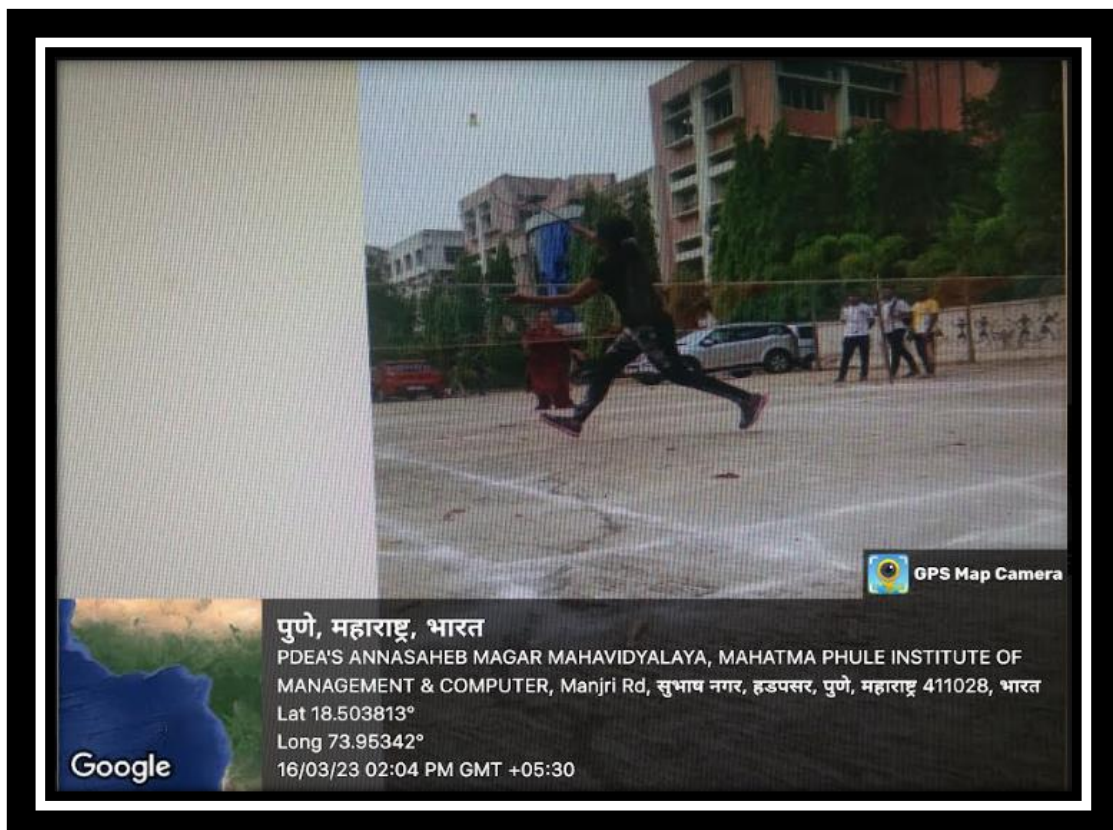 GPS Map Camera
पुणे, महाराष्ट्र, भारत
PDEA'S ANNASAHEB MAGAR MAHAVIDYALAYA, MAHATMA PHULE INSTITUTE OF
MANAGEMENT & COMPUTER, Manjri Rd, सुभाष नगर, हडपसर, पुणे, महाराष्ट्र 411028, भारत
Lat 18.503813°
Long 73.95342°
16/03/23 02:04 PM GMT +05:30
Google